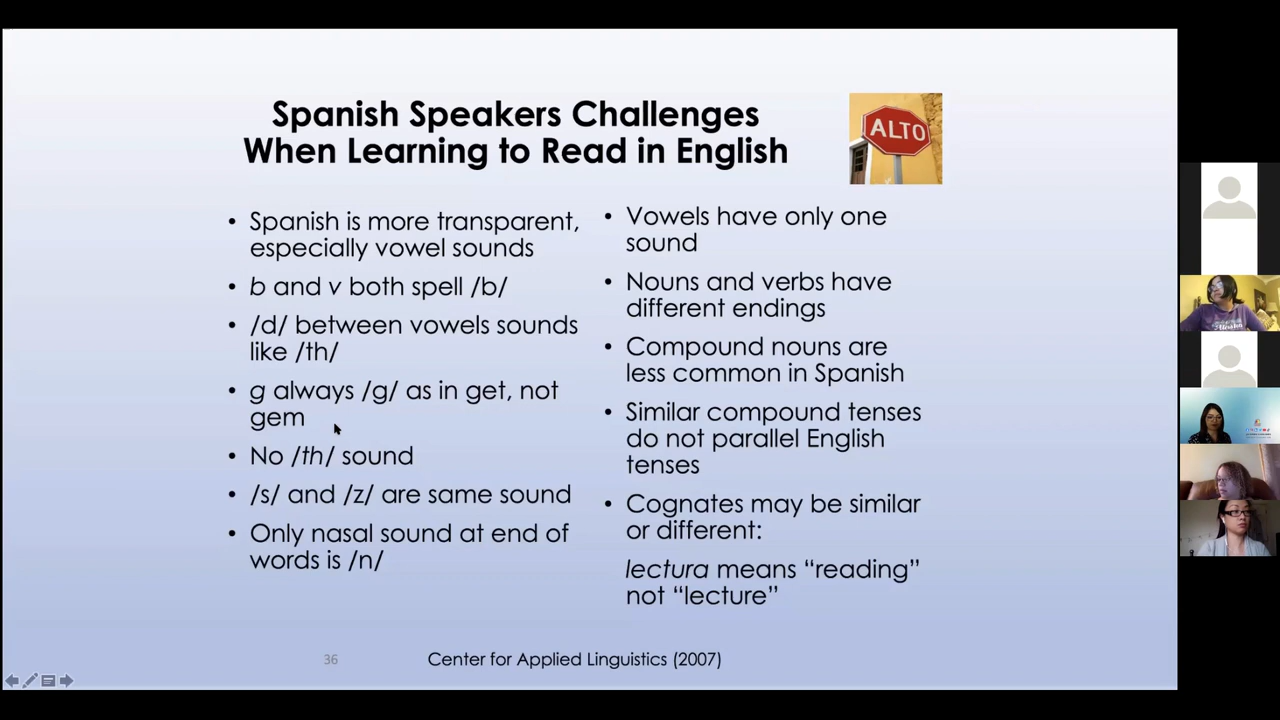 Spanish Speakers Challenges
When Learning to Read in English
ALTO
• Spanish is more transparent,
especially vowel sounds
• b and v both spell /b/
• /d/ between vowels sounds
like /th/
• g always /g/ as in get, not
gem
• No /th/ sound
• /s/ and /z/ are same sound
• Only nasal sound at end of
words is /n/
• Vowels have only one
sound
• Nouns and verbs have
different endings
• Compound nouns are
less common in Spanish
• Similar compound tenses
do not parallel English
tenses
• Cognates may be similar
or different:
lectura means “reading”
not “lecture”
36
Center for Applied Linguistics (2007)